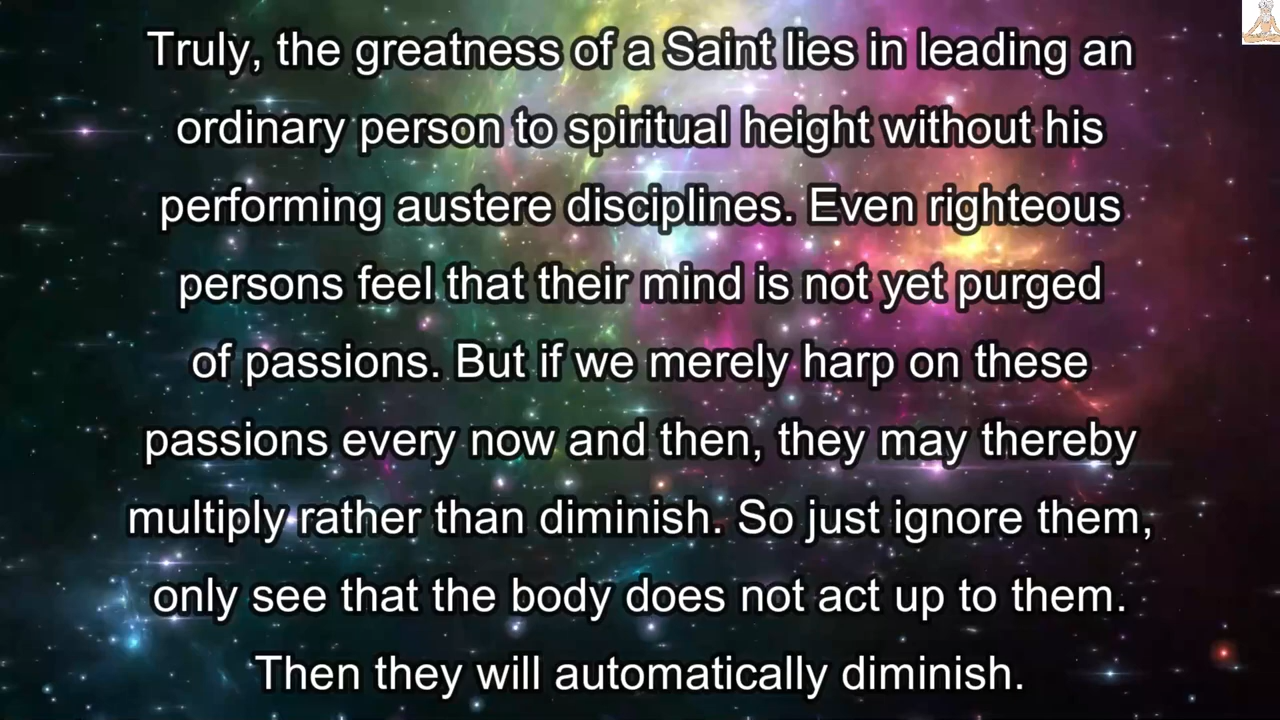 Truly, the greatness of a Saint lies in leading an
ordinary person to spiritual height without his
performing austere disciplines. Even righteous
persons feel that their mind is not yet purged
of passions. But if we merely harp on these
passions every now and then, they may thereby
multiply rather than diminish. So just ignore them,
only see that the body does not act up to them.
Then they will automatically diminish.